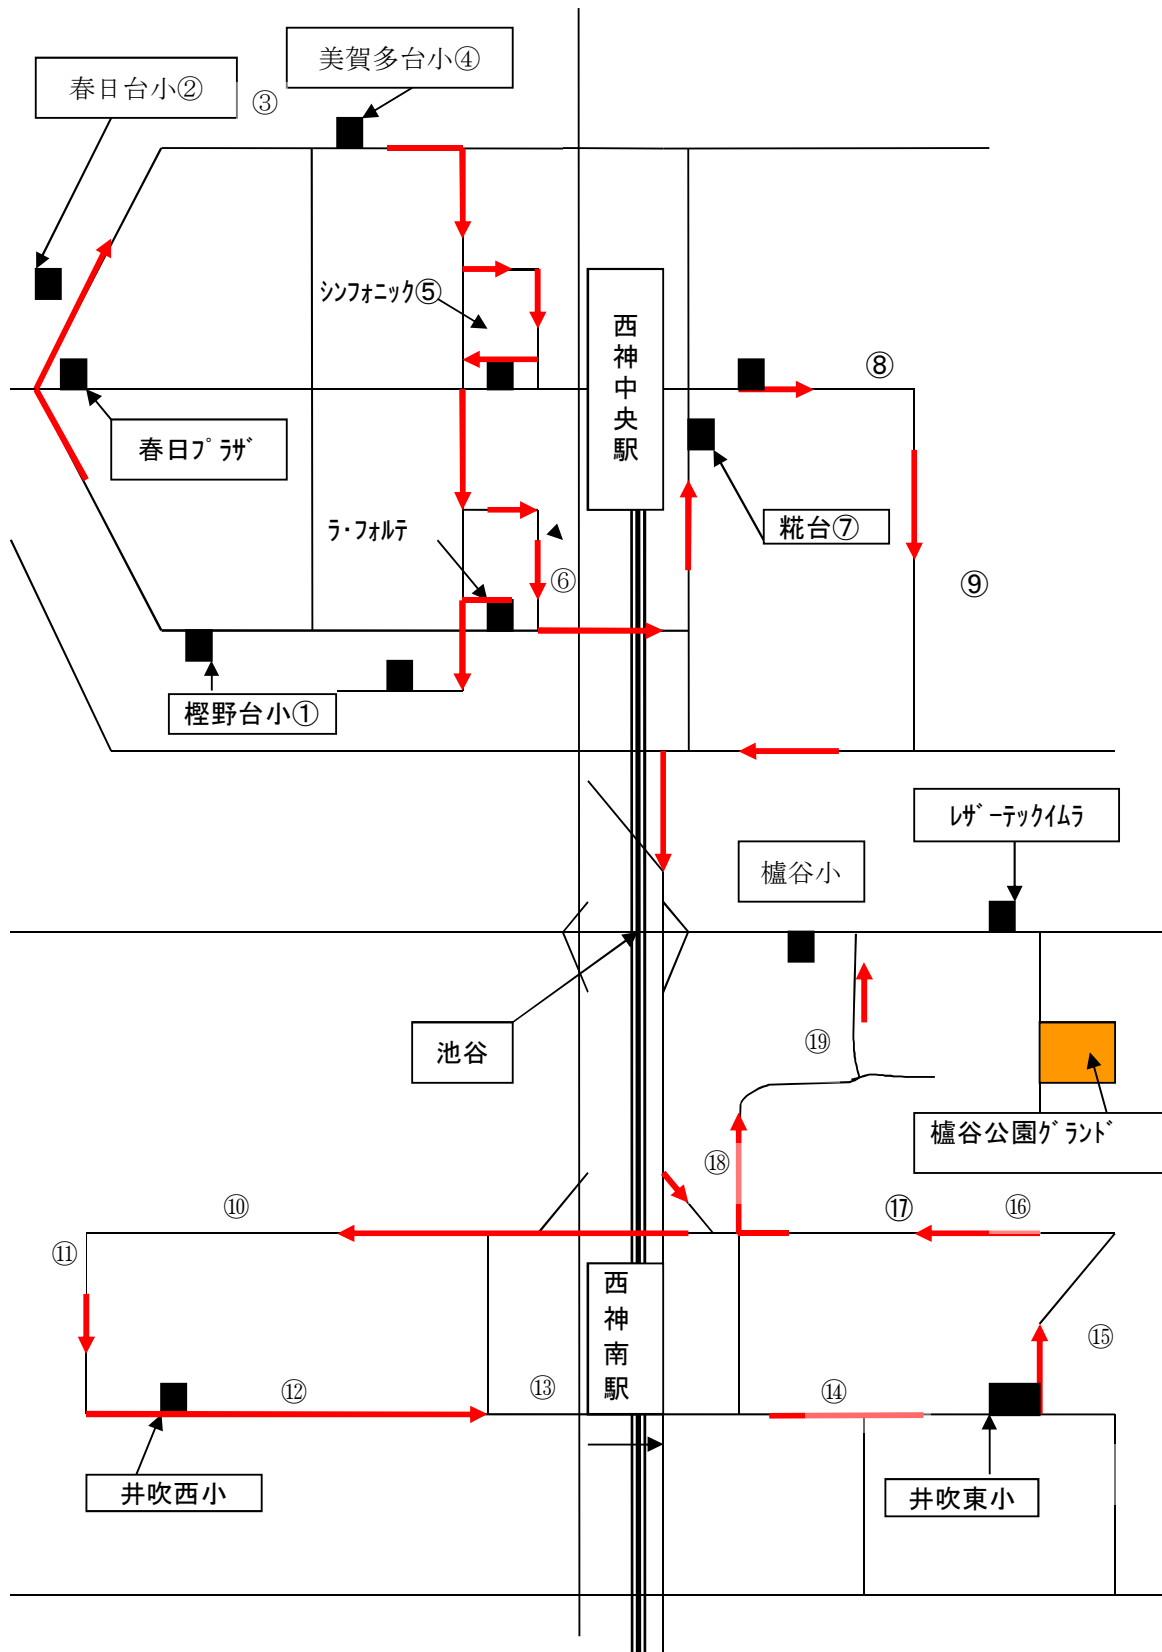 美賀多台小④
春日台小②
③
シンフォニック⑤
西神中央駅
⑧
春日プラザ
ラ・フォルテ
糀台⑦
⑥
⑨
樫野台小①
レザーテックイムラ
櫨谷小
池谷
⑲
櫨谷公園グランド
⑱
⑩
⑰
⑯
⑪
西神南駅
⑮
⑫
⑬
⑭
井吹西小
井吹東小